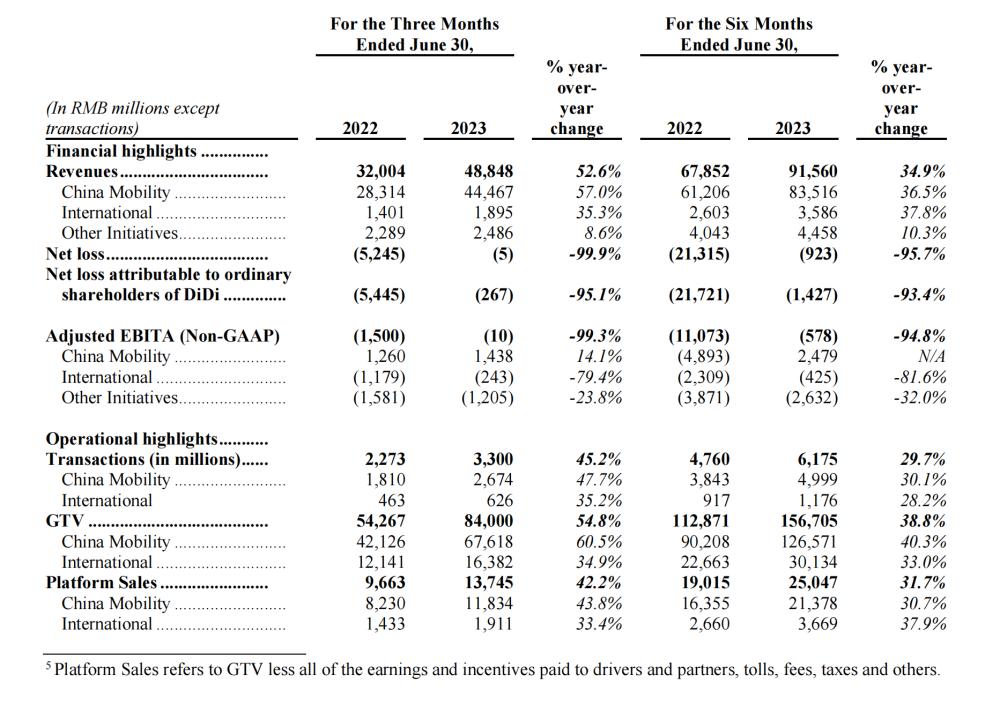 For the Three Months For the Six Months
Ended June 30, Ended June 30,
% year- % year-
over- over-
(In RMB millions except year year
transactions) 2022 2023 change 2022 2023 change
Financial highlights ...............
Revenues................................. 32,004 48,848 52.6% 67,852 91,560 34.9%
China Mobility ......................... 28,314 44,467 57.0% 61,206 83,516 36.5%
International ............................. 1,401 1,895 35.3% 2,603 3,586 37.8%
Other Initiatives........................ 2,289 2,486 8.6% 4,043 4,458 10.3%
Net loss.................................... (5,245) (5) -99.9% (21,315) (923) -95.7%
Net loss attributable to ordinary
shareholders of DiDi .............. (5,445) (267) -95.1% (21,721) (1,427) -93.4%
Adjusted EBITA (Non-GAAP) (1,500) (10) -99.3% (11,073) (578) -94.8%
China Mobility ......................... 1,260 1,438 14.1% (4,893) 2,479 N/A
International ............................. (1,179) (243) -79.4% (2,309) (425) -81.6%
Other Initiatives........................ (1,581) (1,205) -23.8% (3,871) (2,632) -32.0%
Operational highlights...........
Transactions (in millions)...... 2,273 3,300 45.2% 4,760 6,175 29.7%
China Mobility ......................... 1,810 2,674 47.7% 3,843 4,999 30.1%
International 463 626 35.2% 917 1,176 28.2%
GTV ........................................ 54,267 84,000 54.8% 112,871 156,705 38.8%
China Mobility ......................... 42,126 67,618 60.5% 90,208 126,571 40.3%
International ............................. 12,141 16,382 34.9% 22,663 30,134 33.0%
Platform Sales ........................ 9,663 13,745 42.2% 19,015 25,047 31.7%
China Mobility ......................... 8,230 11,834 43.8% 16,355 21,378 30.7%
International ............................. 1,433 1,911 33.4% 2,660 3,669 37.9%
5 Platform Sales refers to GTV less all of the earnings and incentives paid to drivers and partners, tolls, fees, taxes and others.